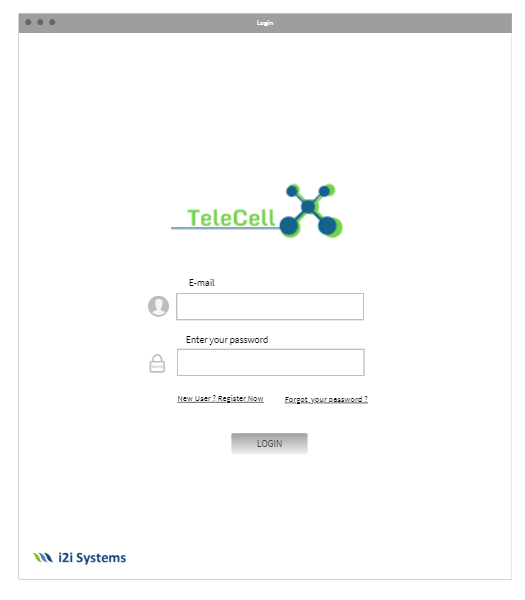 Login
TeleCell
E-mail
Enter your password
New User ? Register Now
Forgot your password ?
LOGIN
i2i Systems